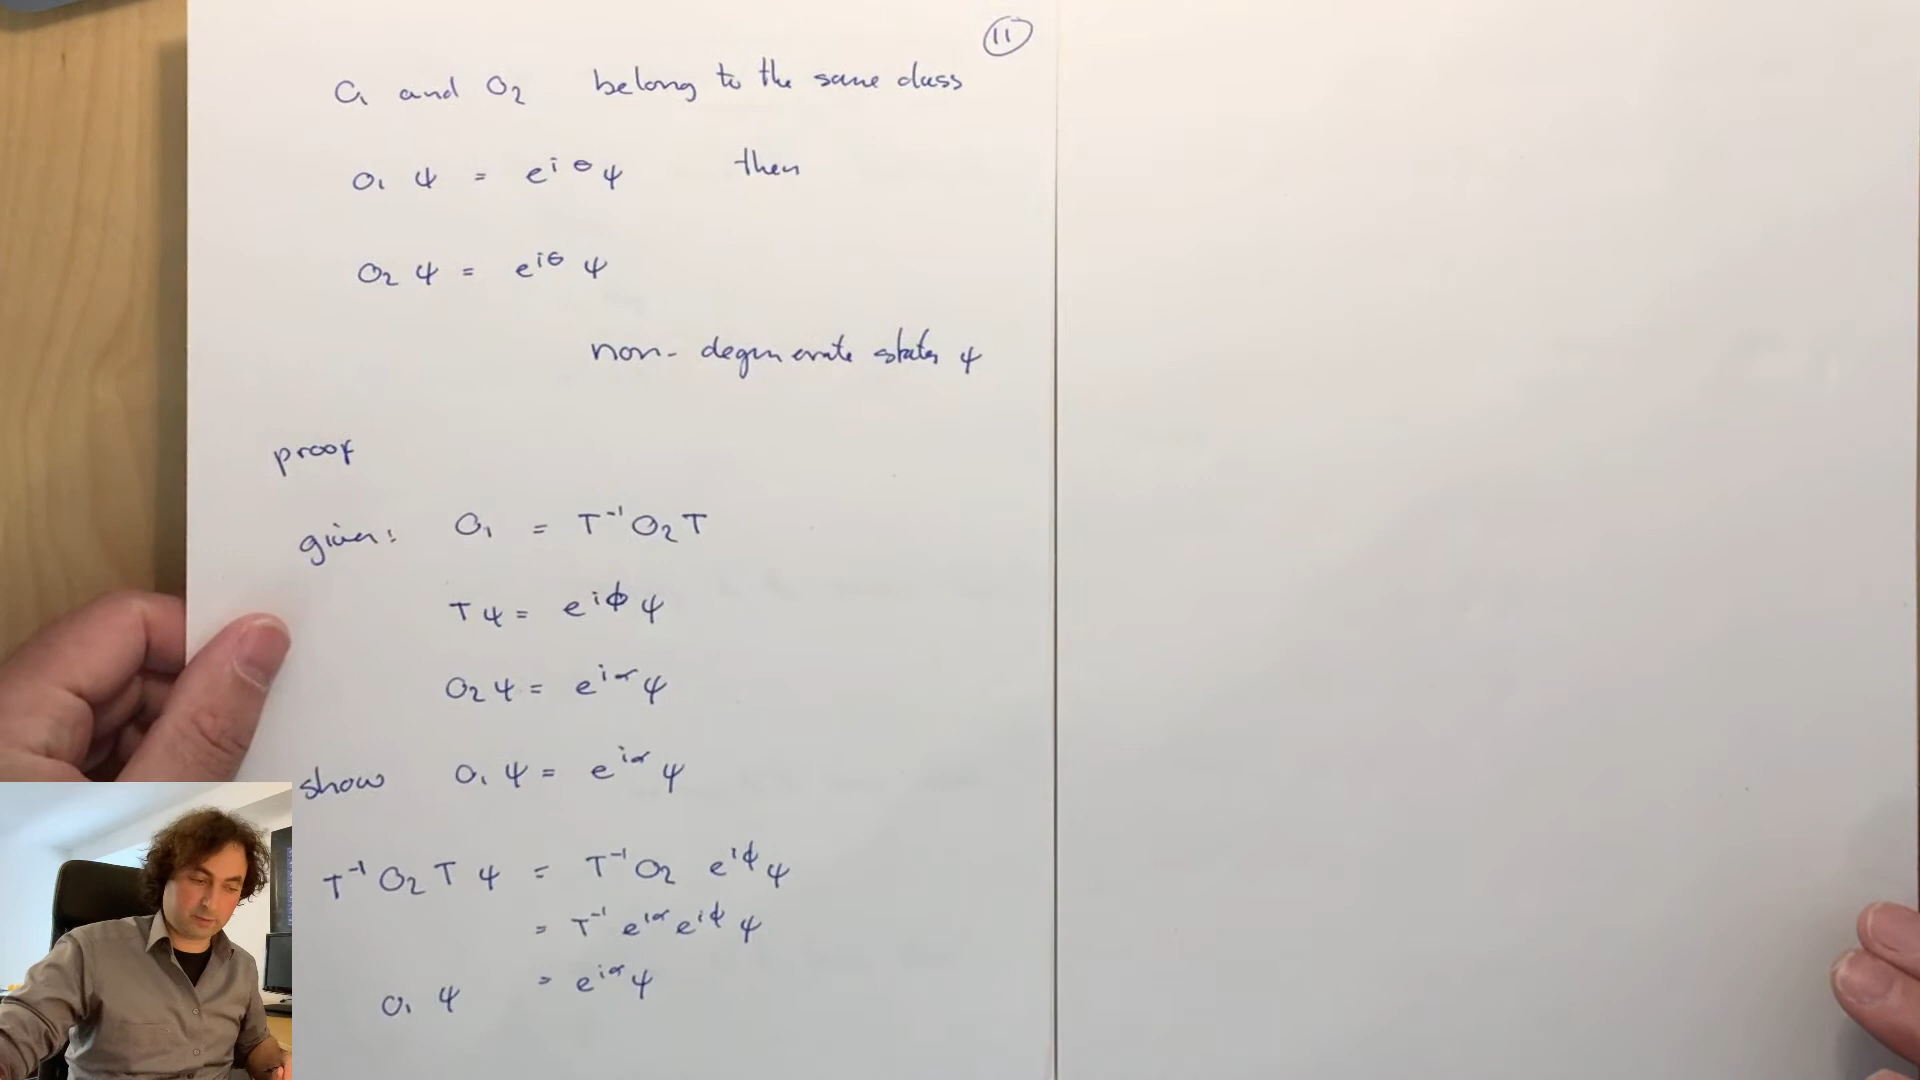 11
O₁ and O₂ belong to the same class
O₁ ψ = e^{iθ} ψ then
O₂ ψ = e^{iθ} ψ
non-degenerate states ψ
proof
given: O₁ = T⁻¹ O₂ T
T ψ = e^{iϕ} ψ
O₂ ψ = e^{iα} ψ
show O₁ ψ = e^{iα} ψ
T⁻¹ O₂ T ψ = T⁻¹ O₂ e^{iϕ} ψ
= T⁻¹ e^{iα} e^{iϕ} ψ
O₁ ψ = e^{iα} ψ